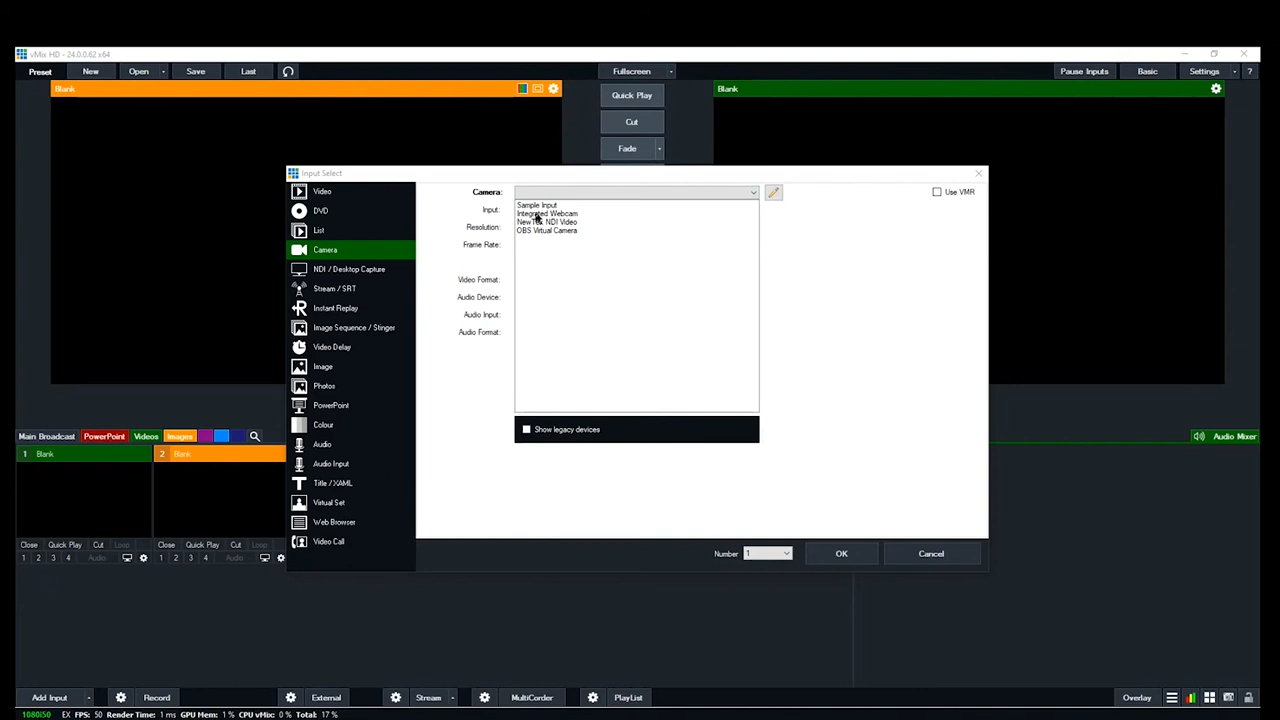 vMix HD - 24.0.0.62 x64
Preset New Open Save Last Fullscreen Pause Inputs Basic Settings ?
Blank Quick Play Blank
Cut
Fade
Input Select
Video Camera: Use VMR
Sample Input
DVD Input: Integrated Webcam
NewTek NDI Video
List Resolution: OBS Virtual Camera
Camera Frame Rate:
NDI / Desktop Capture
Video Format:
Stream / SRT Audio Device:
Instant Replay Audio Input:
Image Sequence / Stinger Audio Format:
Video Delay
Image
Photos
PowerPoint
Colour Show legacy devices
Main Broadcast PowerPoint Videos Images Audio Mixer
Audio
1 Blank 2 Blank
Audio Input
Title / XAML
Virtual Set
Web Browser
Video Call
Close Quick Play Cut Loop Close Quick Play Cut Loop
1 2 3 4 Audio 1 2 3 4 Audio
Number 1 OK Cancel
Add Input Record External Stream MultiCorder PlayList Overlay
1080i50 EX FPS: 50 Render Time: 1 ms GPU Mem: 1 % CPU vMix: 0 % Total: 17 %